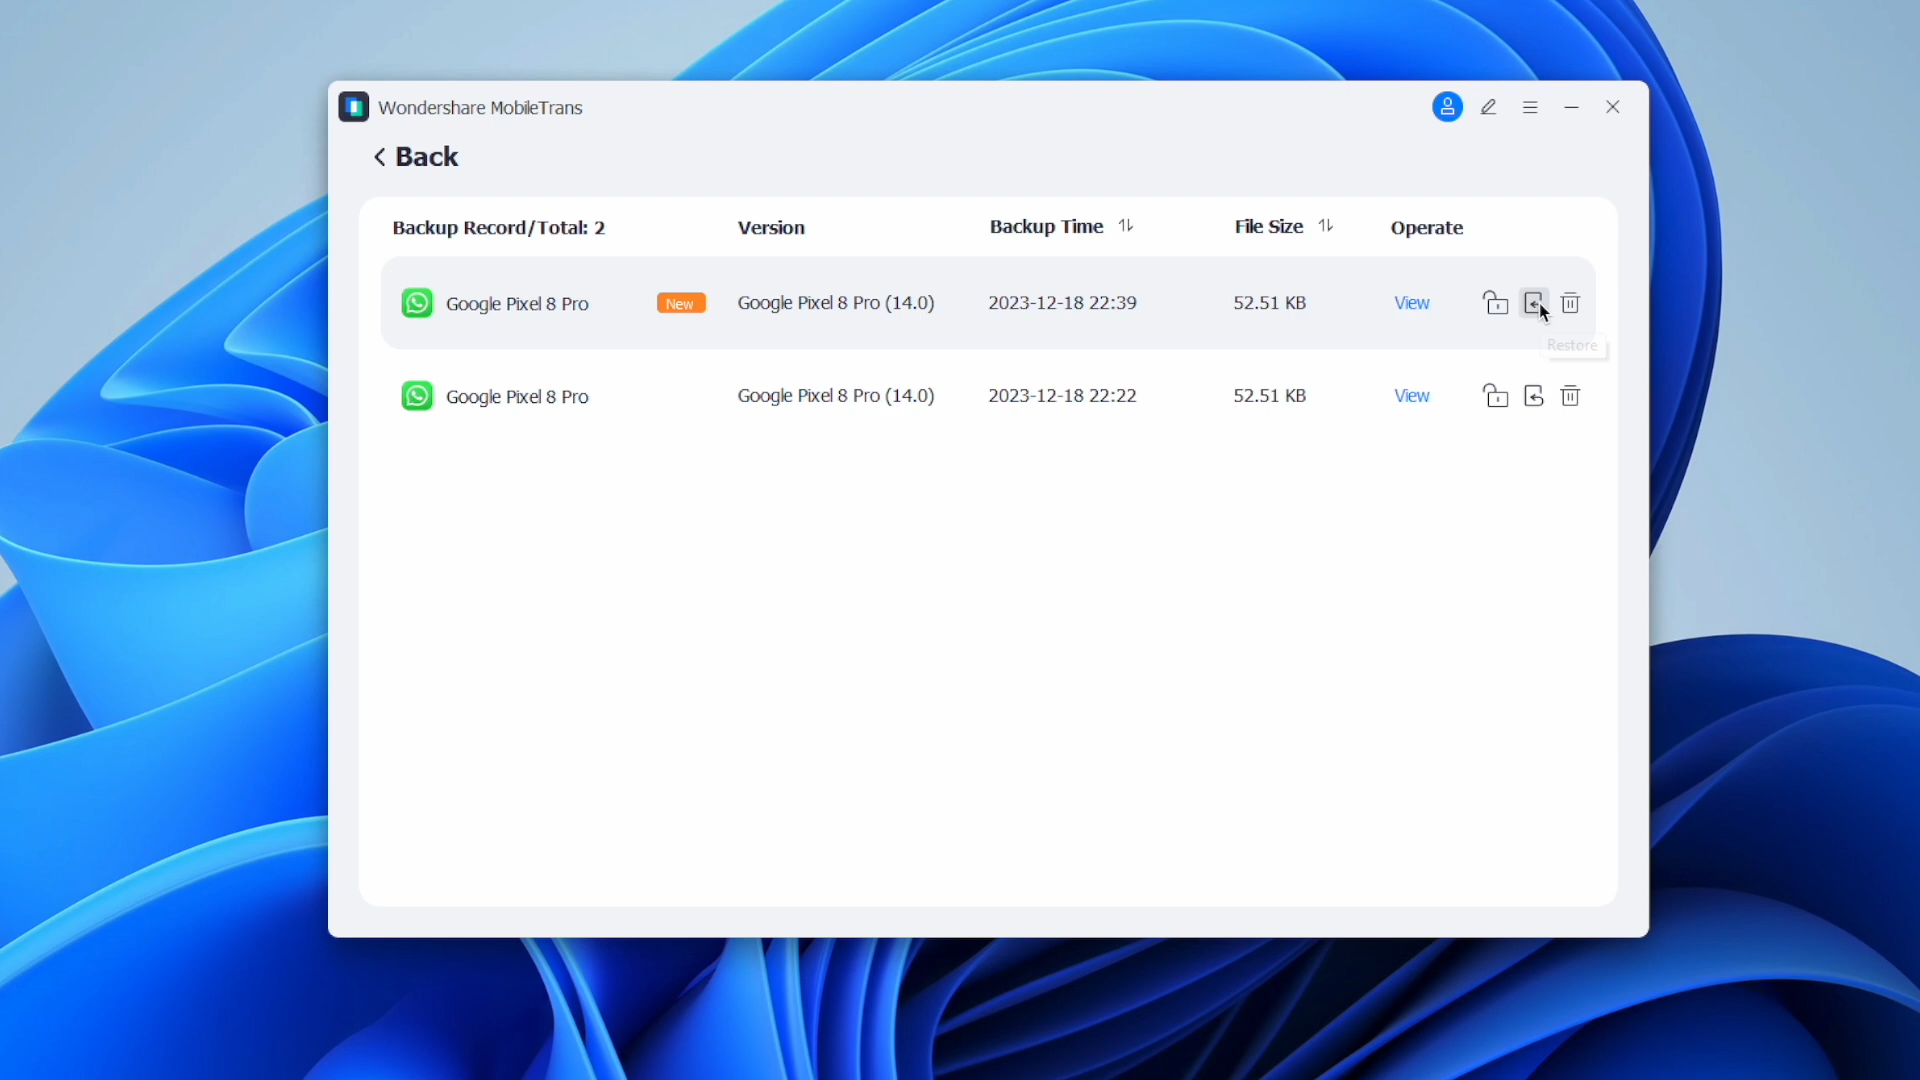 Wondershare MobileTrans
Back
Backup Record/Total: 2 Version Backup Time File Size Operate
Google Pixel 8 Pro New Google Pixel 8 Pro (14.0) 2023-12-18 22:39 52.51 KB View
Restore
Google Pixel 8 Pro Google Pixel 8 Pro (14.0) 2023-12-18 22:22 52.51 KB View